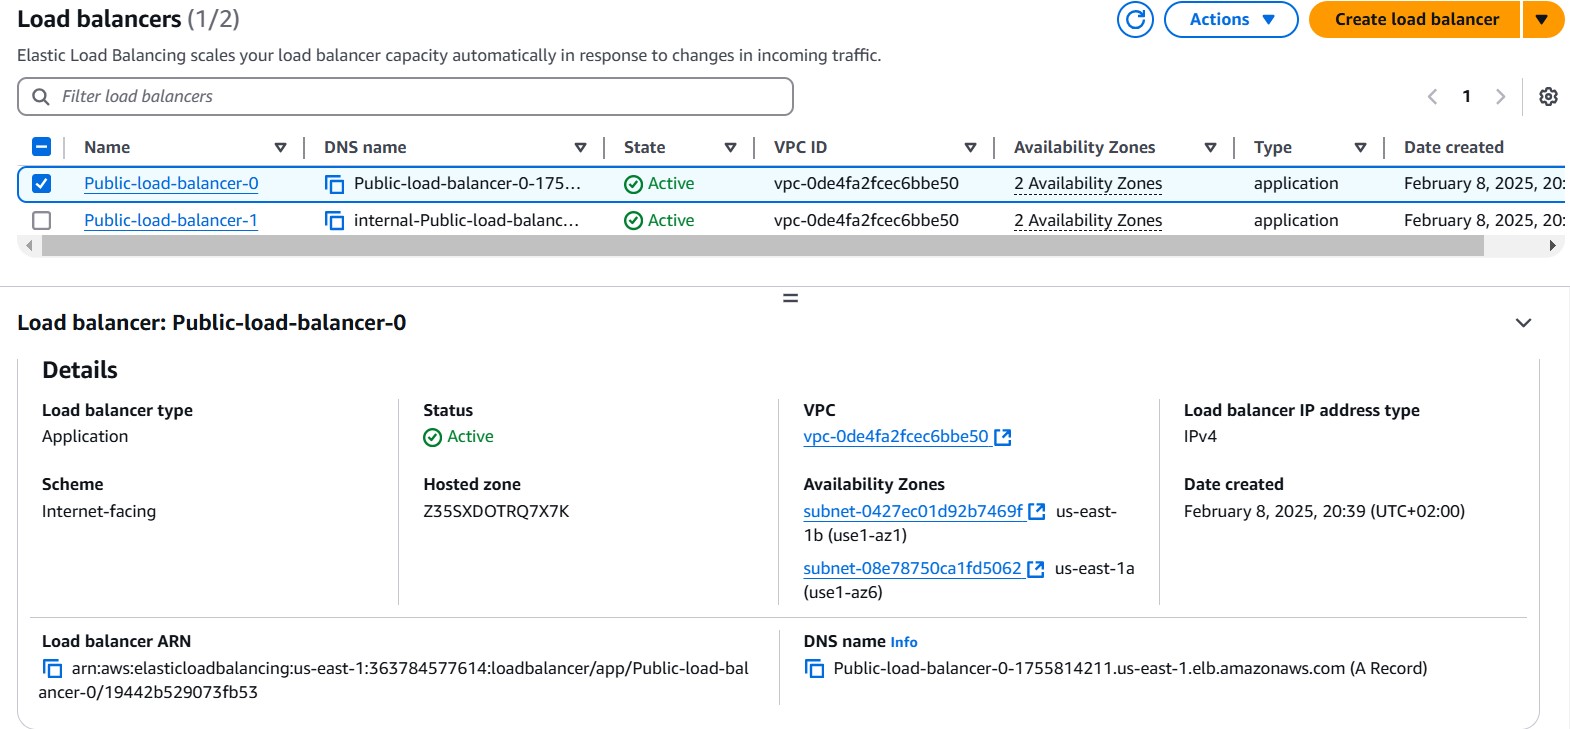 Load balancers (1/2)
Actions
Create load balancer
Elastic Load Balancing scales your load balancer capacity automatically in response to changes in incoming traffic.
Filter load balancers
1
Name DNS name State VPC ID Availability Zones Type Date created
Public-load-balancer-0 Public-load-balancer-0-175... Active vpc-0de4fa2fcec6bbe50 2 Availability Zones application February 8, 2025, 20:
Public-load-balancer-1 internal-Public-load-balanc... Active vpc-0de4fa2fcec6bbe50 2 Availability Zones application February 8, 2025, 20:
Load balancer: Public-load-balancer-0
Details
Load balancer type
Application
Status
Active
VPC
vpc-0de4fa2fcec6bbe50
Load balancer IP address type
IPv4
Scheme
Internet-facing
Hosted zone
Z35SXDOTRQ7X7K
Availability Zones
subnet-0427ec01d92b7469f us-east-
1b (use1-az1)
subnet-08e78750ca1fd5062 us-east-1a
(use1-az6)
Date created
February 8, 2025, 20:39 (UTC+02:00)
Load balancer ARN
arn:aws:elasticloadbalancing:us-east-1:363784577614:loadbalancer/app/Public-load-bal
ancer-0/19442b529073fb53
DNS name Info
Public-load-balancer-0-1755814211.us-east-1.elb.amazonaws.com (A Record)